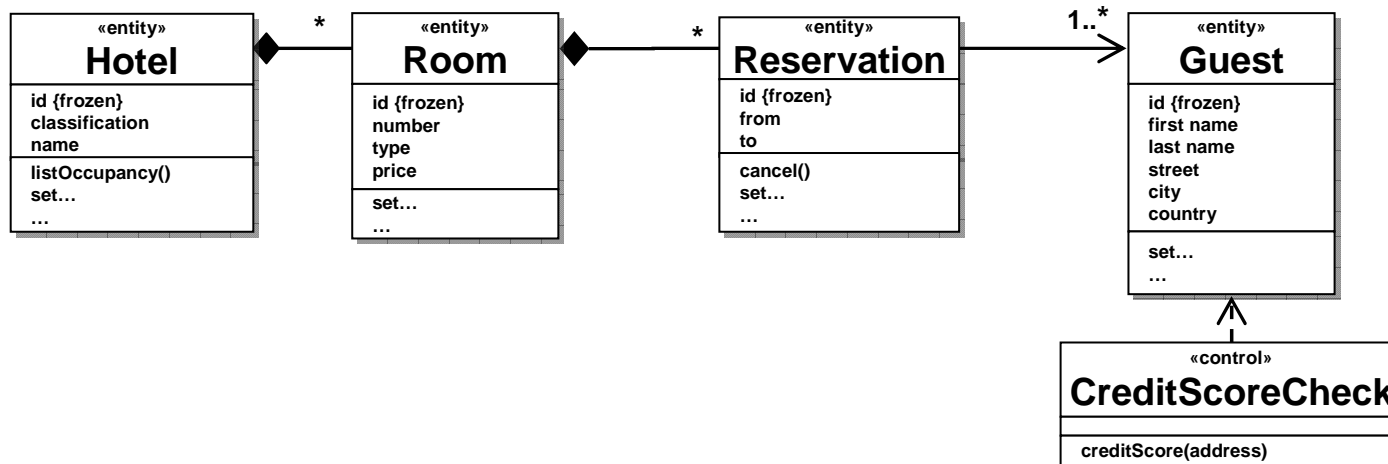 «entity»
Hotel
id {frozen}
classification
name
listOccupancy()
set…
…
*
«entity»
Room
id {frozen}
number
type
price
set…
…
*
«entity»
Reservation
id {frozen}
from
to
cancel()
set…
…
1..*
«entity»
Guest
id {frozen}
first name
last name
street
city
country
set…
…
«control»
CreditScoreCheck
creditScore(address)